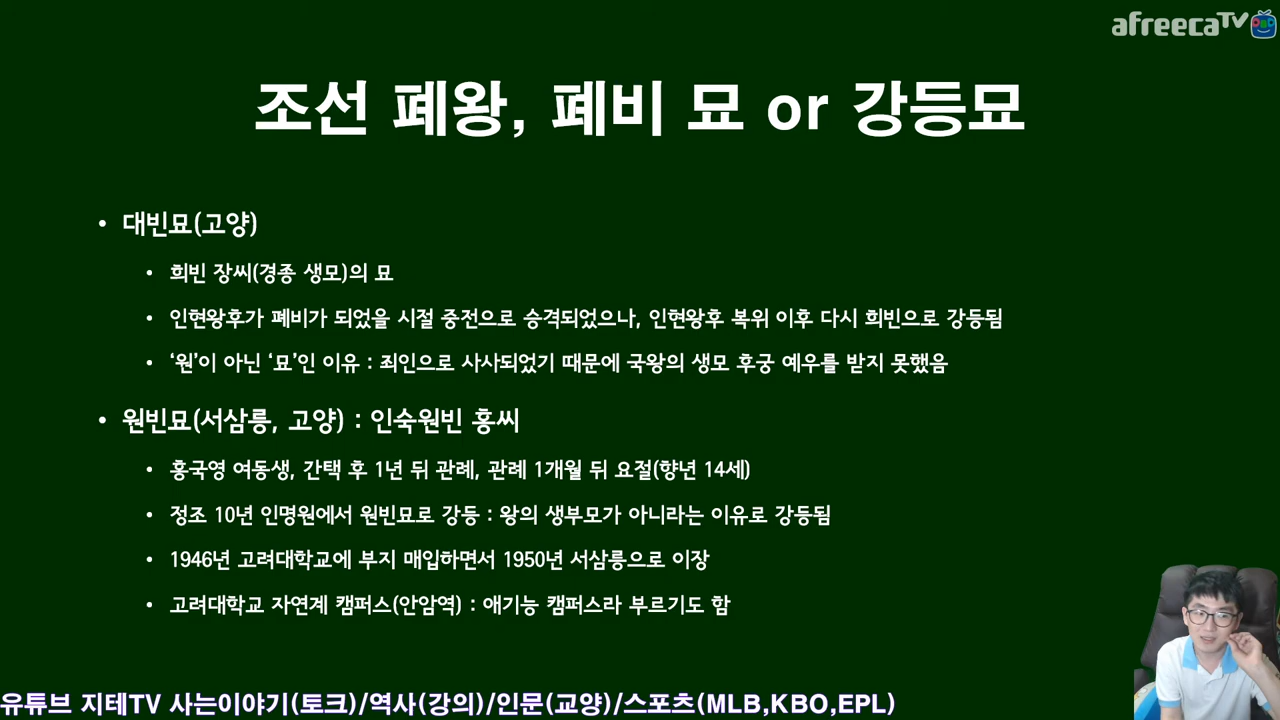 afreecaTV
조선 폐왕, 폐비 묘 or 강등묘
• 대빈묘(고양)
• 희빈 장씨(경종 생모)의 묘
• 인현왕후가 폐비가 되었을 시절 중전으로 승격되었으나, 인현왕후 복위 이후 다시 희빈으로 강등됨
• ‘원’이 아닌 ‘묘’인 이유 : 죄인으로 사사되었기 때문에 국왕의 생모 후궁 예우를 받지 못했음
• 원빈묘(서삼릉, 고양) : 인숙원빈 홍씨
• 홍국영 여동생, 간택 후 1년 뒤 관례, 관례 1개월 뒤 요절(향년 14세)
• 정조 10년 인명원에서 원빈묘로 강등 : 왕의 생부모가 아니라는 이유로 강등됨
• 1946년 고려대학교에 부지 매입하면서 1950년 서삼릉으로 이장
• 고려대학교 자연계 캠퍼스(안암역) : 애기능 캠퍼스라 부르기도 함
유튜브 지테TV 사는이야기(토크)/역사(강의)/인문(교양)/스포츠(MLB,KBO,EPL)